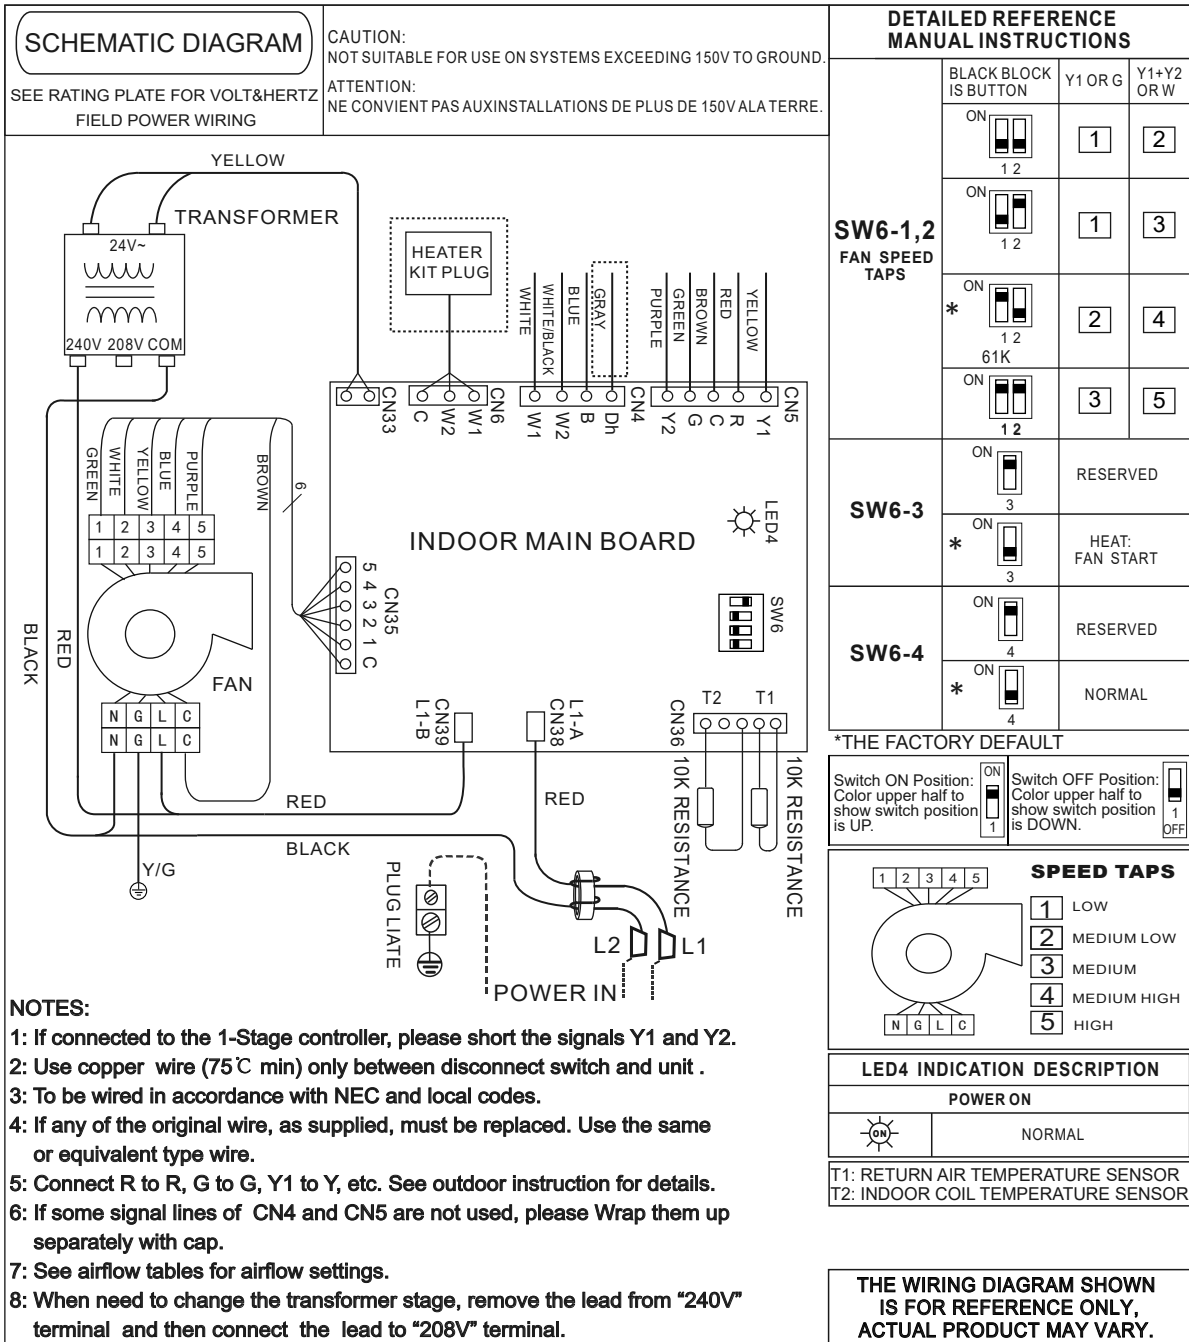 SCHEMATIC DIAGRAM
SEE RATING PLATE FOR VOLT&HERTZ
FIELD POWER WIRING
CAUTION:
NOT SUITABLE FOR USE ON SYSTEMS EXCEEDING 150V TO GROUND.
ATTENTION:
NE CONVIENT PAS AUXINSTALLATIONS DE PLUS DE 150V ALA TERRE.
YELLOW
TRANSFORMER
24V~
240V 208V COM
HEATER
KIT PLUG
WHITE
WHITE/BLACK
BLUE
GRAY
PURPLE
GREEN
BROWN
RED
YELLOW
CN33
C
W2
W1
CN6
W1
W2
B
Dh
CN4
Y2
G
C
R
Y1
CN5
GREEN
WHITE
YELLOW
BLUE
PURPLE
BROWN
6
1 2 3 4 5
1 2 3 4 5
INDOOR MAIN BOARD
LED4
SW6
5 4 3 2 1 C
CN35
FAN
BLACK
RED
N G L C
N G L C
L1-B
CN39
L1-A
CN38
T2 T1
CN36
10K RESISTANCE
10K RESISTANCE
RED
RED
BLACK
Y/G
PLUG LIATE
L2
L1
POWER IN
NOTES:
1: If connected to the 1-Stage controller, please short the signals Y1 and Y2.
2: Use copper wire (75℃ min) only between disconnect switch and unit .
3: To be wired in accordance with NEC and local codes.
4: If any of the original wire, as supplied, must be replaced. Use the same
or equivalent type wire.
5: Connect R to R, G to G, Y1 to Y, etc. See outdoor instruction for details.
6: If some signal lines of CN4 and CN5 are not used, please Wrap them up
separately with cap.
7: See airflow tables for airflow settings.
8: When need to change the transformer stage, remove the lead from “240V”
terminal and then connect the lead to “208V” terminal.
DETAILED REFERENCE
MANUAL INSTRUCTIONS
BLACK BLOCK
IS BUTTON
Y1 OR G
Y1+Y2
OR W
SW6-1,2
FAN SPEED
TAPS
ON
1 2
1
2
ON
1 2
1
3
*
ON
1 2
61K
2
4
ON
1 2
3
5
SW6-3
ON
3
RESERVED
*
ON
3
HEAT:
FAN START
SW6-4
ON
4
RESERVED
*
ON
4
NORMAL
*THE FACTORY DEFAULT
Switch ON Position:
Color upper half to
show switch position
is UP.
ON
1
Switch OFF Position:
Color upper half to
show switch position
is DOWN.
1
OFF
1 2 3 4 5
N G L C
SPEED TAPS
1 LOW
2 MEDIUM LOW
3 MEDIUM
4 MEDIUM HIGH
5 HIGH
LED4 INDICATION DESCRIPTION
POWER ON
ON
NORMAL
T1: RETURN AIR TEMPERATURE SENSOR
T2: INDOOR COIL TEMPERATURE SENSOR
THE WIRING DIAGRAM SHOWN
IS FOR REFERENCE ONLY,
ACTUAL PRODUCT MAY VARY.